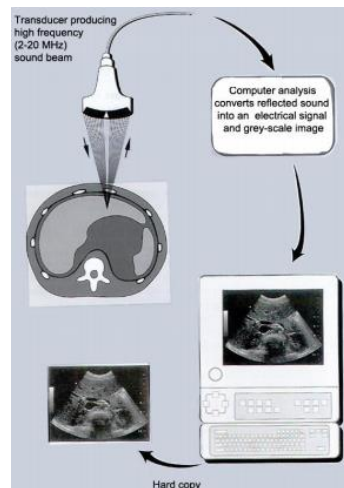 Transducer producing
high frequency
(2-20 MHz)
sound beam
Computer analysis
converts reflected sound
into an electrical signal
and grey-scale image
Hard copy